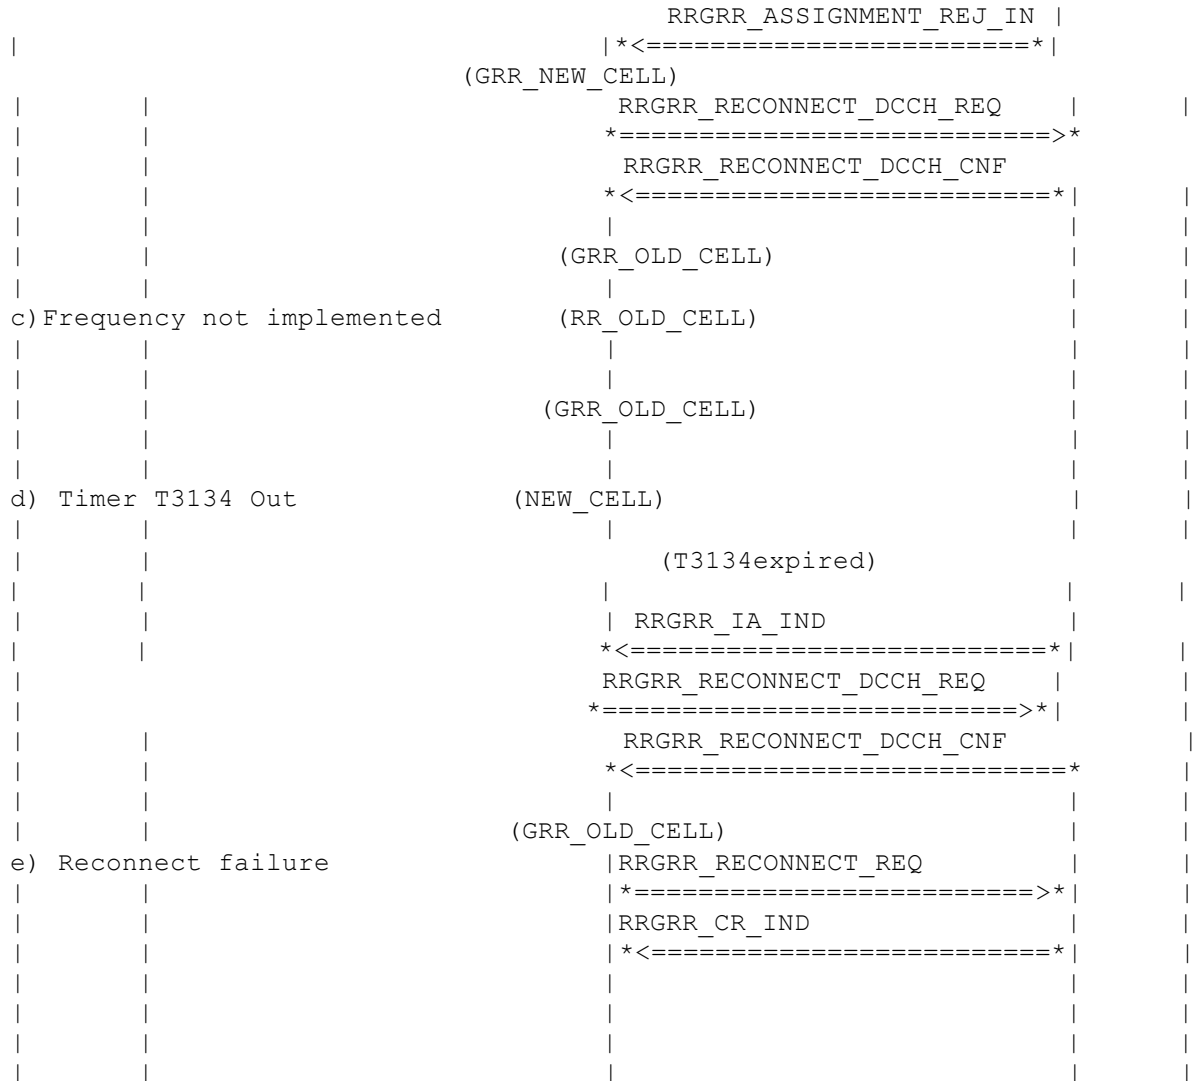 RRGRR_ASSIGNMENT_REJ_IN |
| |*<========================*|
(GRR_NEW_CELL)
| | RRGRR_RECONNECT_DCCH_REQ | |
| | *===========================>*
| | RRGRR_RECONNECT_DCCH_CNF
| | *<==========================*| |
| | | | |
| | (GRR_OLD_CELL) | |
| | | | |
c)Frequency not implemented (RR_OLD_CELL) | |
| | | | |
| | | | |
| | (GRR_OLD_CELL) | |
| | | | |
| | | | |
d) Timer T3134 Out (NEW_CELL) | |
| | | | |
| | (T3134expired)
| | | | |
| | | RRGRR_IA_IND |
| | *<==========================*| |
| RRGRR_RECONNECT_DCCH_REQ | |
| *===========================>*| |
| | RRGRR_RECONNECT_DCCH_CNF |
| | *<===========================* |
| | | | |
| | (GRR_OLD_CELL) | |
e) Reconnect failure |RRGRR_RECONNECT_REQ | |
| | |*=========================>*| |
| | |RRGRR_CR_IND | |
| | |*<=========================*| |
| | | | |
| | | | |
| | | | |
| | | | |